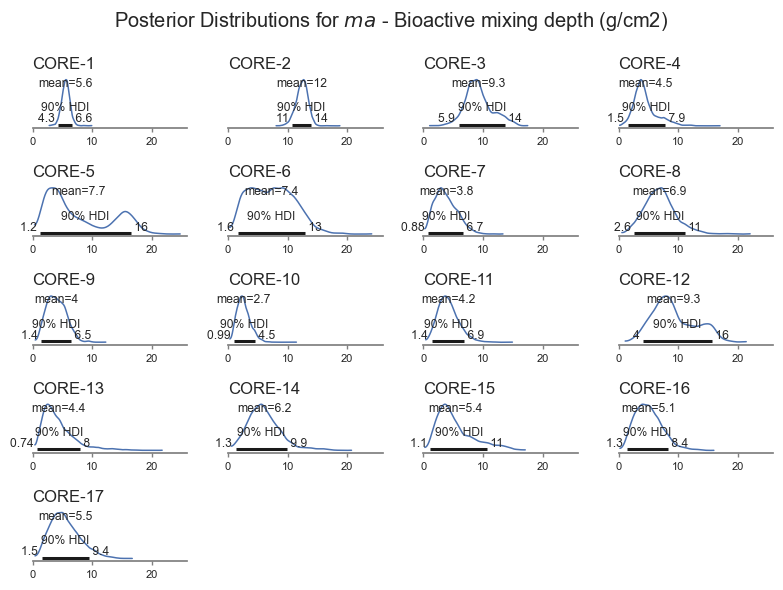 Posterior Distributions for ma - Bioactive mixing depth (g/cm2)
CORE-1
mean=5.6
90% HDI
4.3 6.6
0 10 20
CORE-2
mean=12
90% HDI
11 14
0 10 20
CORE-3
mean=9.3
90% HDI
5.9 14
0 10 20
CORE-4
mean=4.5
90% HDI
1.5 7.9
0 10 20
CORE-5
mean=7.7
90% HDI
1.2 16
0 10 20
CORE-6
mean=7.4
90% HDI
1.6 13
0 10 20
CORE-7
mean=3.8
90% HDI
0.88 6.7
0 10 20
CORE-8
mean=6.9
90% HDI
2.6 11
0 10 20
CORE-9
mean=4
90% HDI
1.4 6.5
0 10 20
CORE-10
mean=2.7
90% HDI
0.99 4.5
0 10 20
CORE-11
mean=4.2
90% HDI
1.4 6.9
0 10 20
CORE-12
mean=9.3
90% HDI
4 16
0 10 20
CORE-13
mean=4.4
90% HDI
0.74 8
0 10 20
CORE-14
mean=6.2
90% HDI
1.3 9.9
0 10 20
CORE-15
mean=5.4
90% HDI
1.1 11
0 10 20
CORE-16
mean=5.1
90% HDI
1.3 8.4
0 10 20
CORE-17
mean=5.5
90% HDI
1.5 9.4
0 10 20